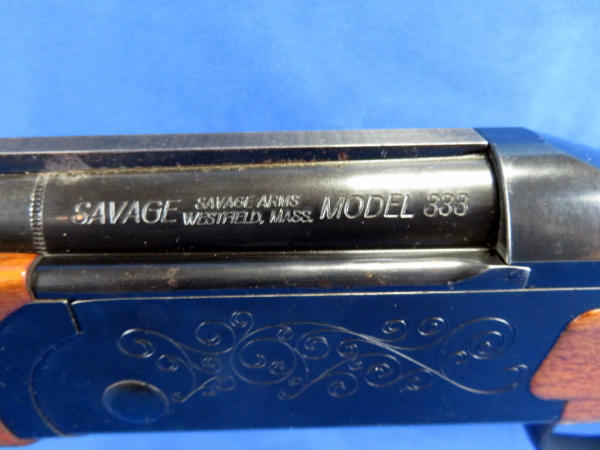 SAVAGE SAVAGE ARMS MODEL 333
WESTFIELD, MASS.